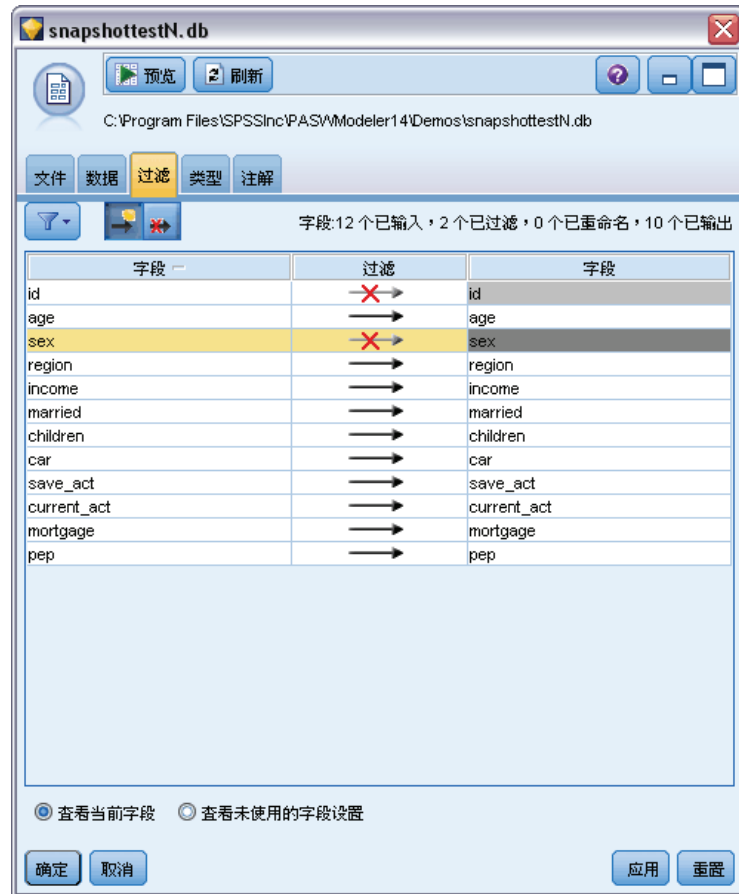 snapshottestN.db
预览 刷新
C:\Program Files\SPSSInc\PASWModeler14\Demos\snapshottestN.db
文件 数据 过滤 类型 注解
字段:12 个已输入，2 个已过滤，0 个已重命名，10 个已输出
字段 过滤 字段
id id
age age
sex sex
region region
income income
married married
children children
car car
save_act save_act
current_act current_act
mortgage mortgage
pep pep
查看当前字段 查看未使用的字段设置
确定 取消 应用 重置